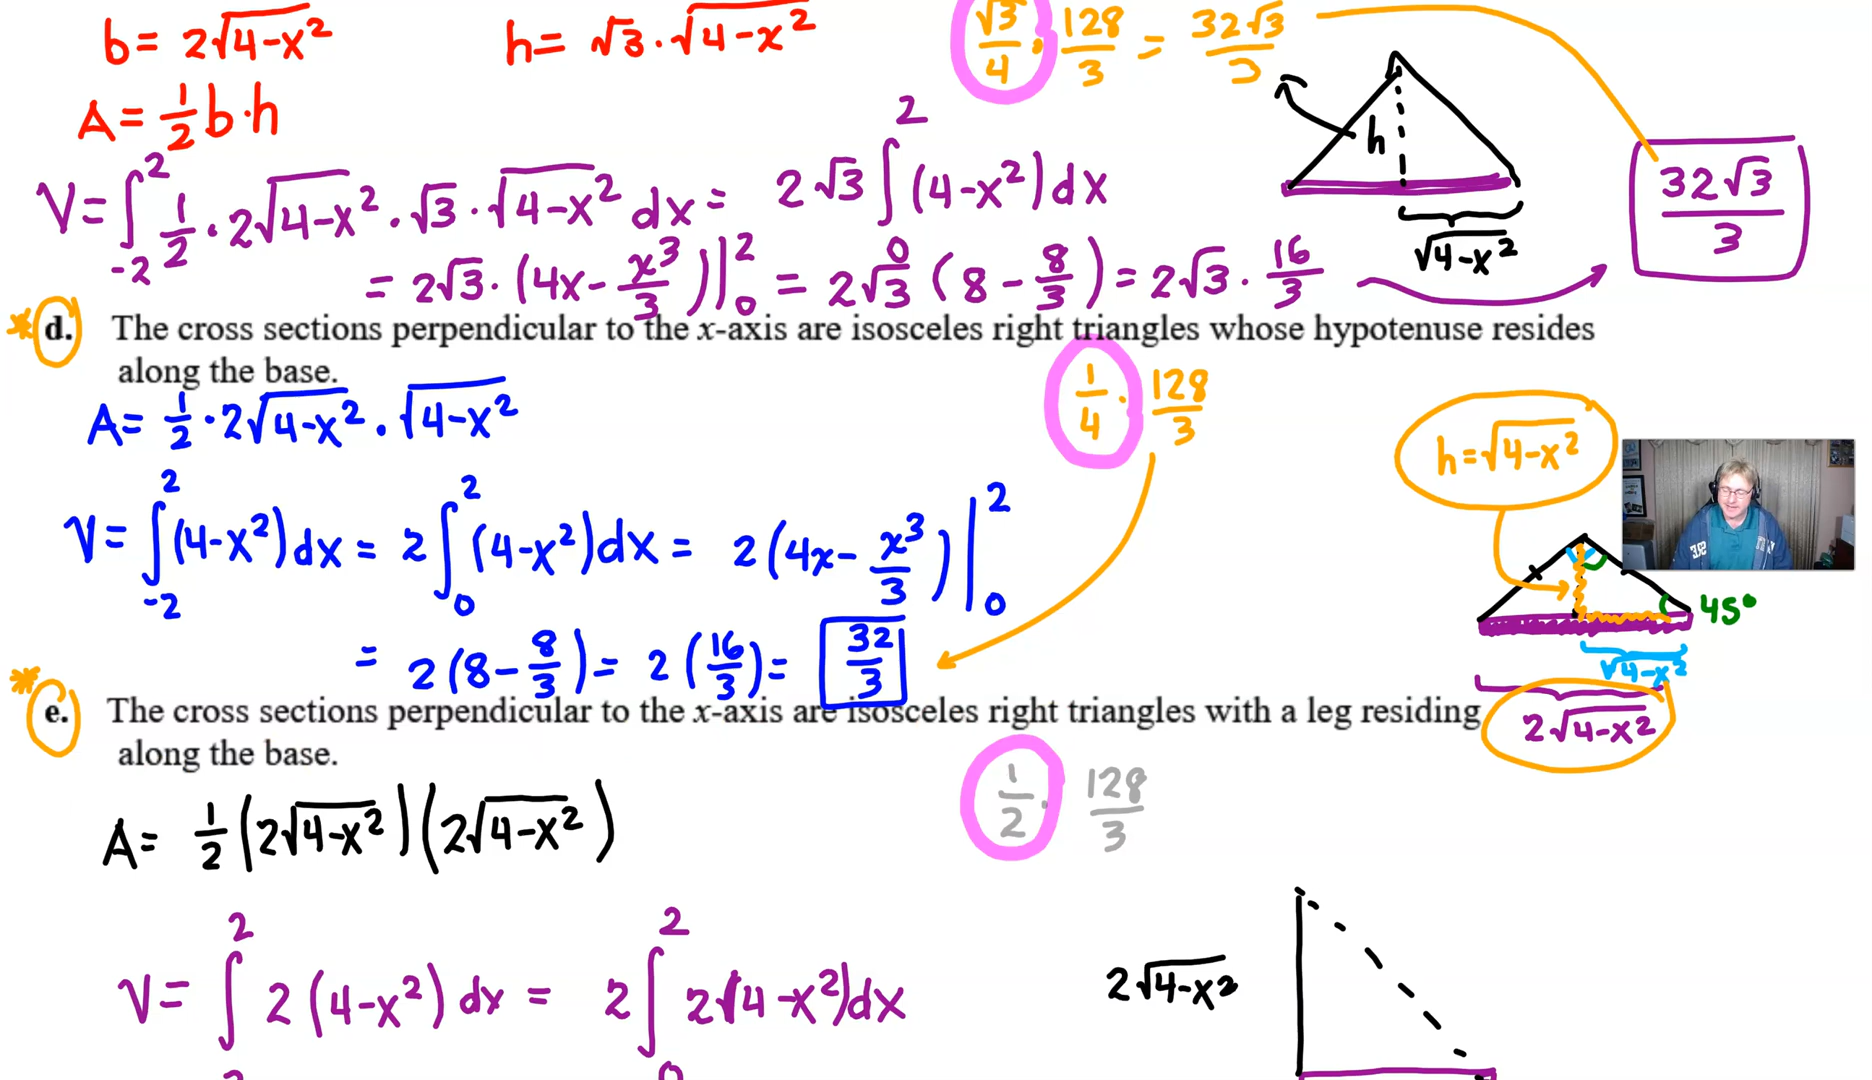 b= 2√4-x² h= √3·√4-x² √3/4 · 128/3 = 32√3/3
A= 1/2 b·h
h
V= ∫₋₂² 1/2 · 2√4-x² · √3 · √4-x² dx = 2√3 ∫₀² (4-x²)dx
32√3/3
√4-x²
= 2√3·(4x- x³/3)|₀² = 2√3 (8 - 8/3) = 2√3 · 16/3
* d. The cross sections perpendicular to the x-axis are isosceles right triangles whose hypotenuse resides
along the base.
1/4 · 128/3
A= 1/2 · 2√4-x² · √4-x²
h=√4-x²
V= ∫₋₂² (4-x²)dx = 2∫₀² (4-x²)dx = 2(4x- x³/3)|₀²
45°
√4-x²
= 2(8- 8/3)= 2(16/3)= 32/3
2√4-x²
* e. The cross sections perpendicular to the x-axis are isosceles right triangles with a leg residing
along the base.
1/2 · 128/3
A= 1/2 (2√4-x²)(2√4-x²)
V= ∫² 2(4-x²) dx = 2∫₀² 2(4-x²)dx
2√4-x²